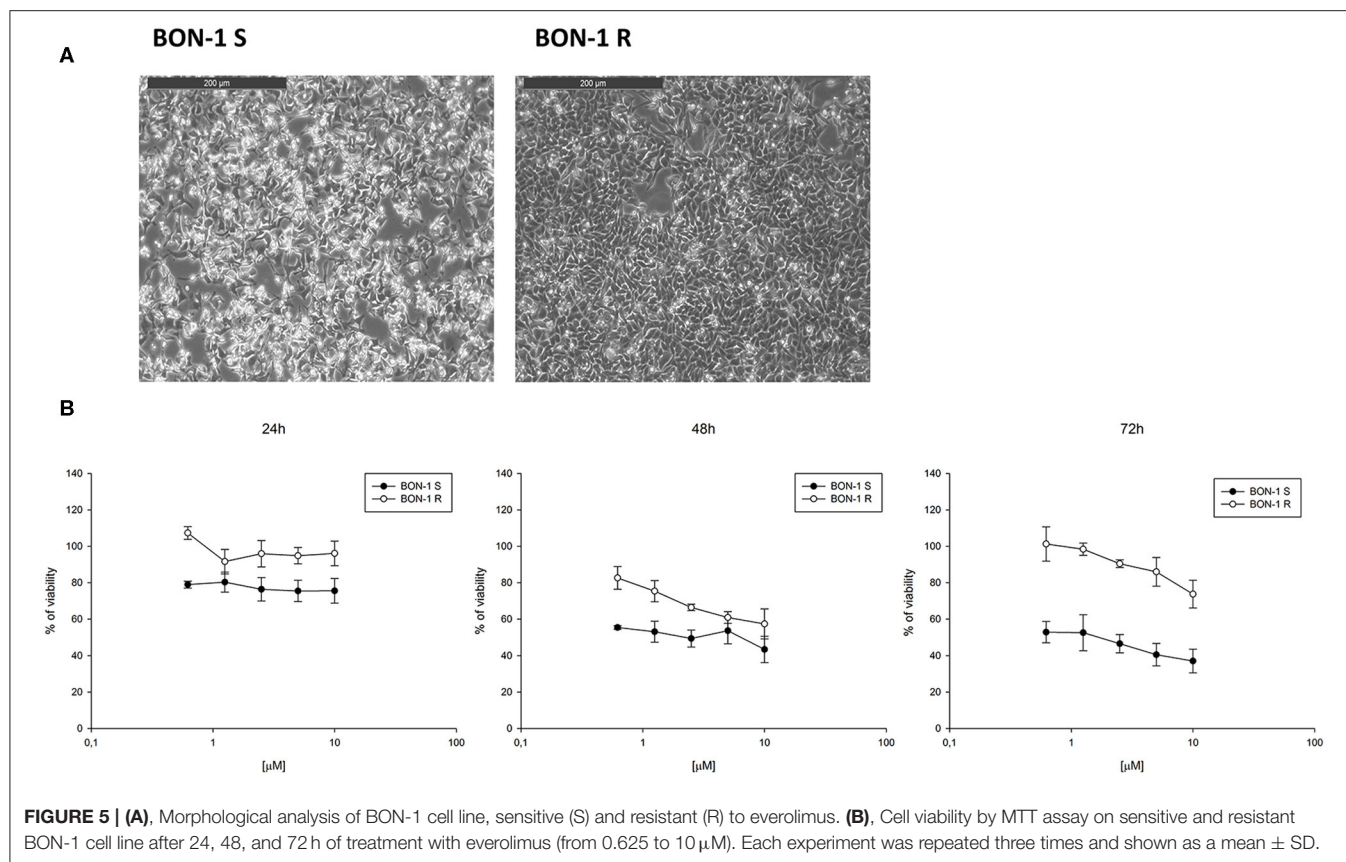 BON-1 S
BON-1 R
A
200 µm
200 µm
B
24h
48h
72h
140
120
100
80
60
40
20
0
% of viability
BON-1 S
BON-1 R
0,1
1
10
100
[µM]
140
120
100
80
60
40
20
0
% of viability
BON-1 S
BON-1 R
0,1
1
10
100
[µM]
140
120
100
80
60
40
20
0
% of viability
BON-1 S
BON-1 R
0,1
1
10
100
[µM]
FIGURE 5 | (A), Morphological analysis of BON-1 cell line, sensitive (S) and resistant (R) to everolimus. (B), Cell viability by MTT assay on sensitive and resistant
BON-1 cell line after 24, 48, and 72 h of treatment with everolimus (from 0.625 to 10 µM). Each experiment was repeated three times and shown as a mean ± SD.